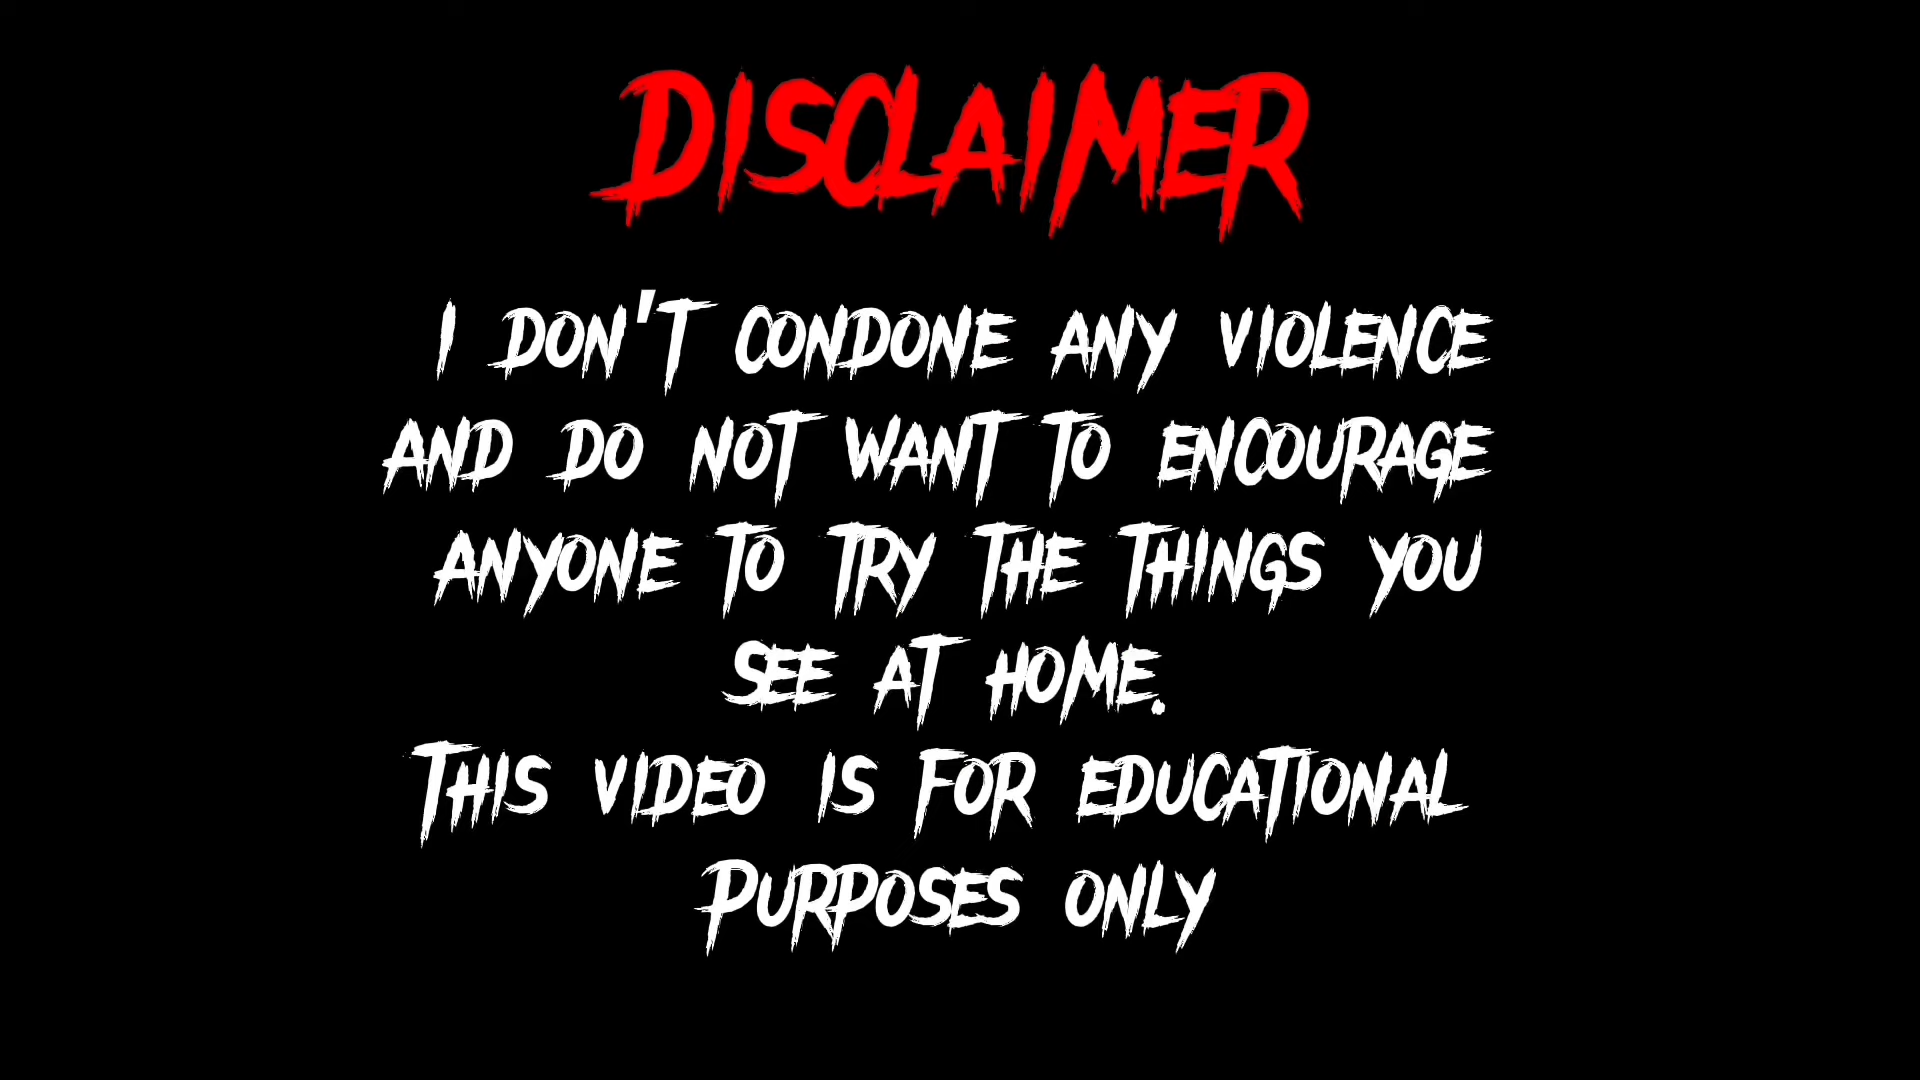 DISCLAIMER
I DON'T CONDONE ANY VIOLENCE
AND DO NOT WANT TO ENCOURAGE
ANYONE TO TRY THE THINGS YOU
SEE AT HOME.
THIS VIDEO IS FOR EDUCATIONAL
PURPOSES ONLY